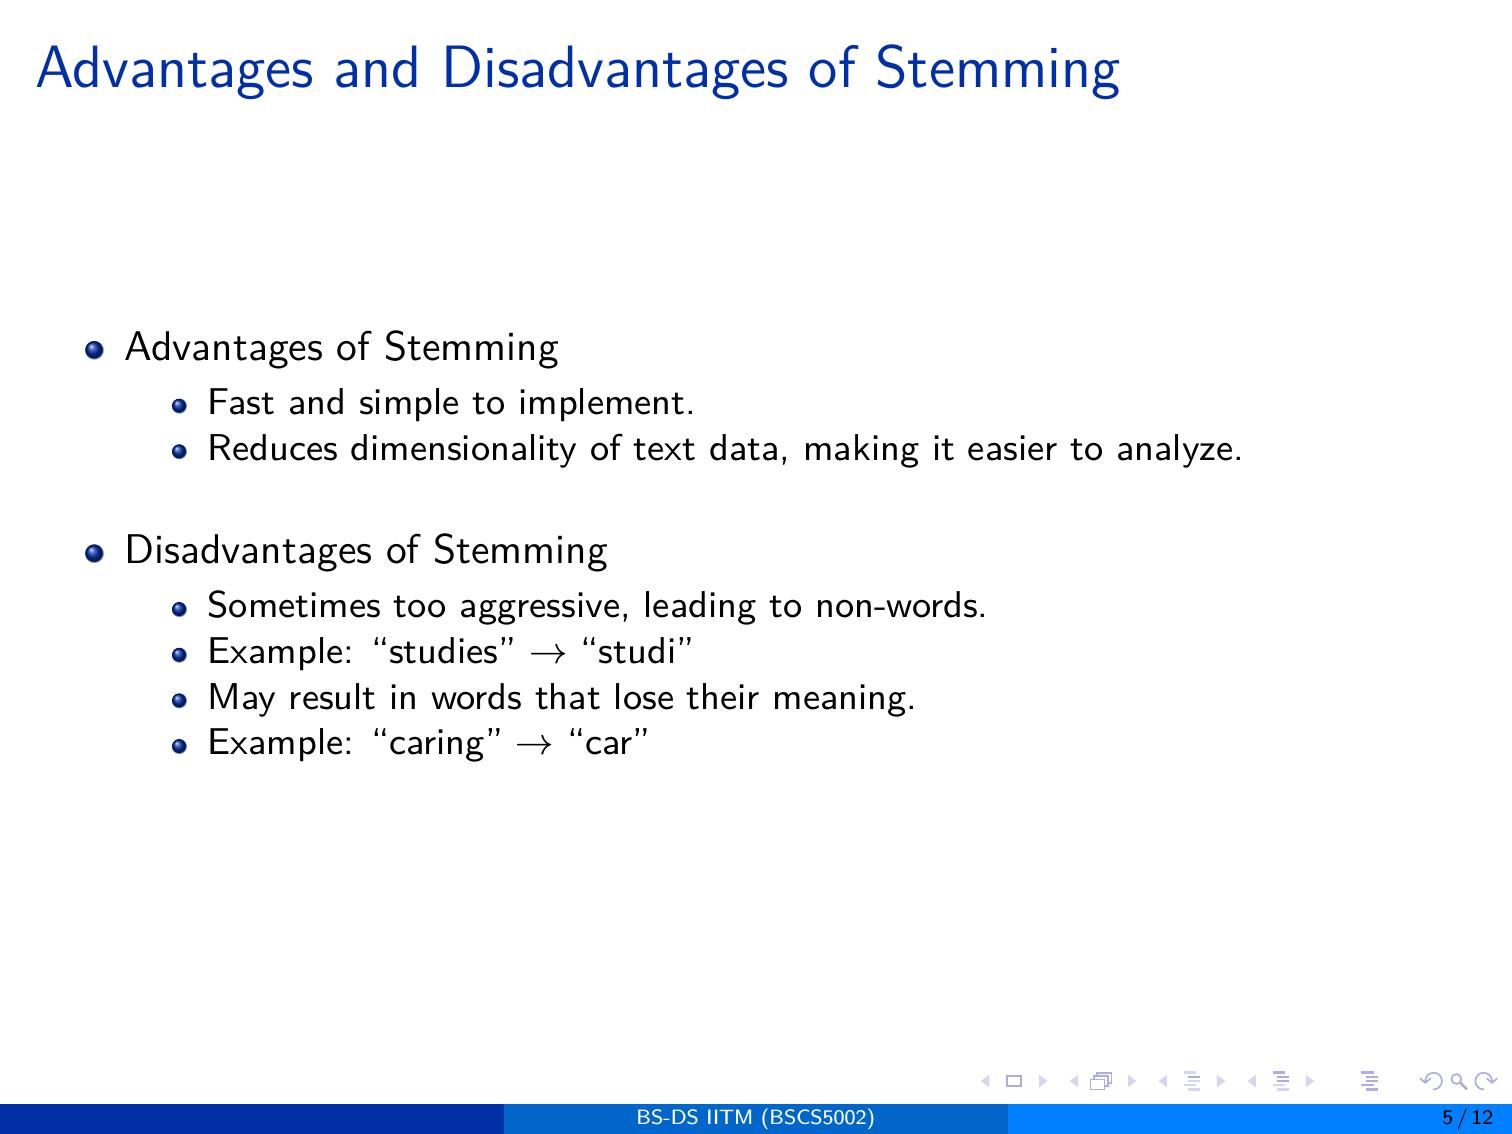 Advantages and Disadvantages of Stemming
Advantages of Stemming
Fast and simple to implement.
Reduces dimensionality of text data, making it easier to analyze.
Disadvantages of Stemming
Sometimes too aggressive, leading to non-words.
Example: “studies” → “studi”
May result in words that lose their meaning.
Example: “caring” → “car”
BS-DS IITM (BSCS5002)
5 / 12